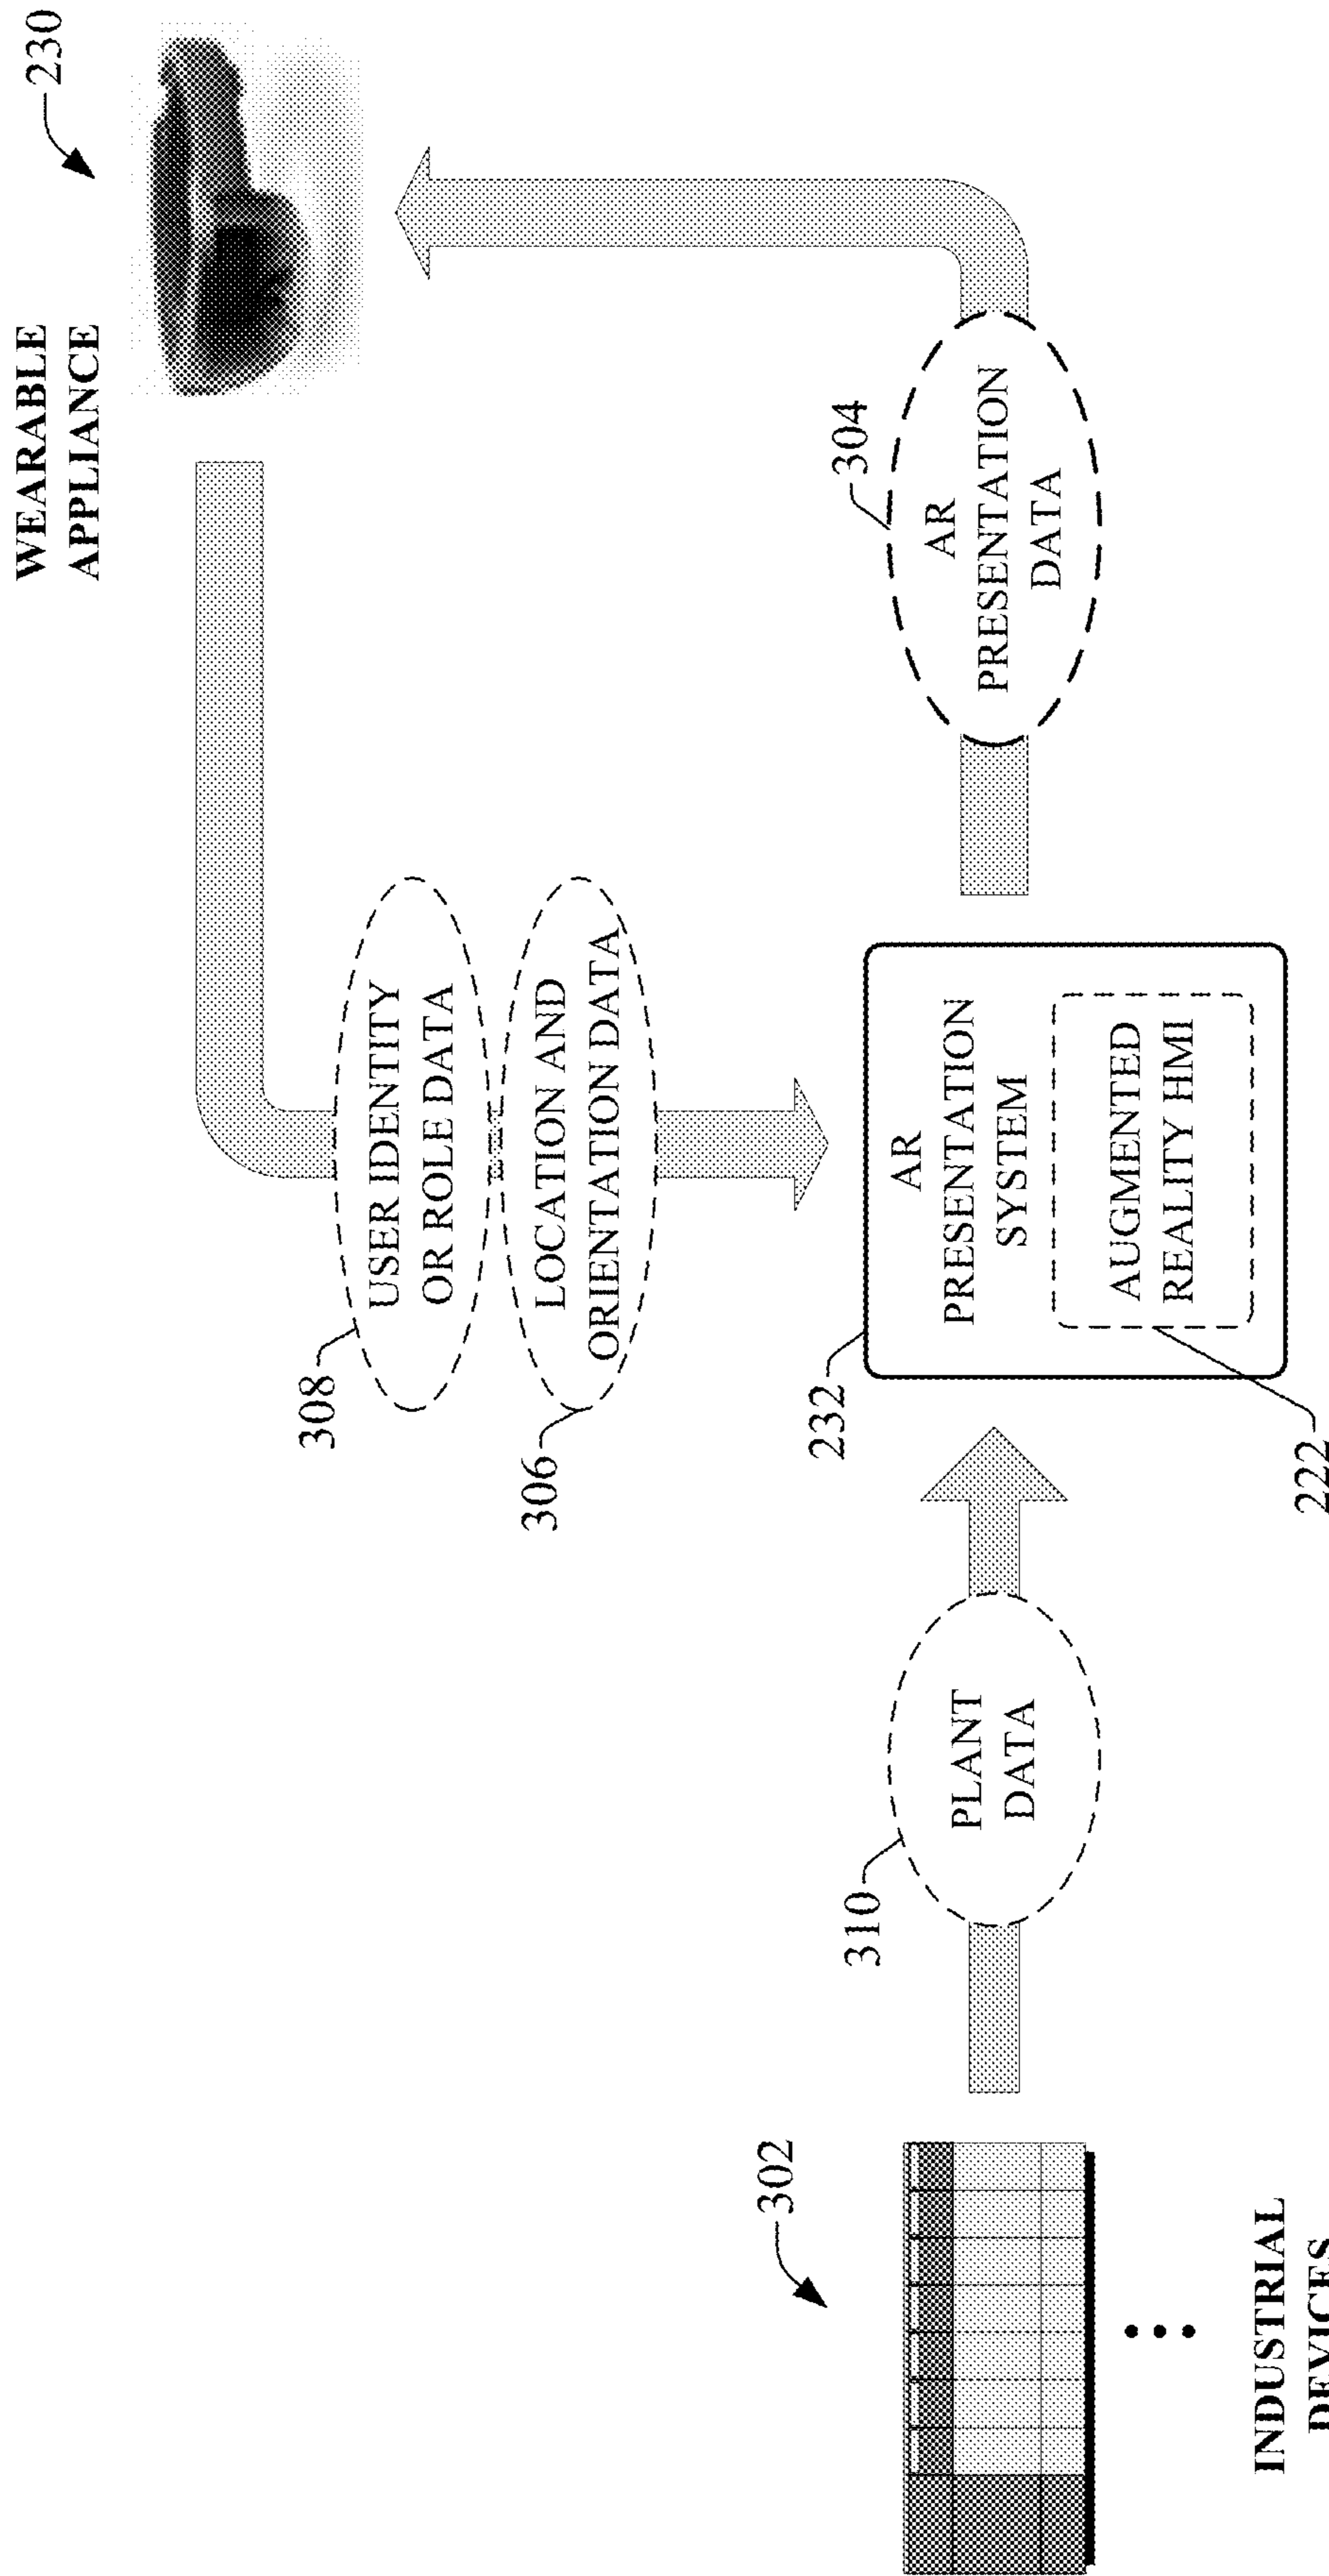 WEARABLE
APPLIANCE
230
308
USER IDENTITY
OR ROLE DATA
306
LOCATION AND
ORIENTATION DATA
304
AR
PRESENTATION
DATA
302
310
PLANT
DATA
232
AR
PRESENTATION
SYSTEM
AUGMENTED
REALITY HMI
222
INDUSTRIAL
DEVICES